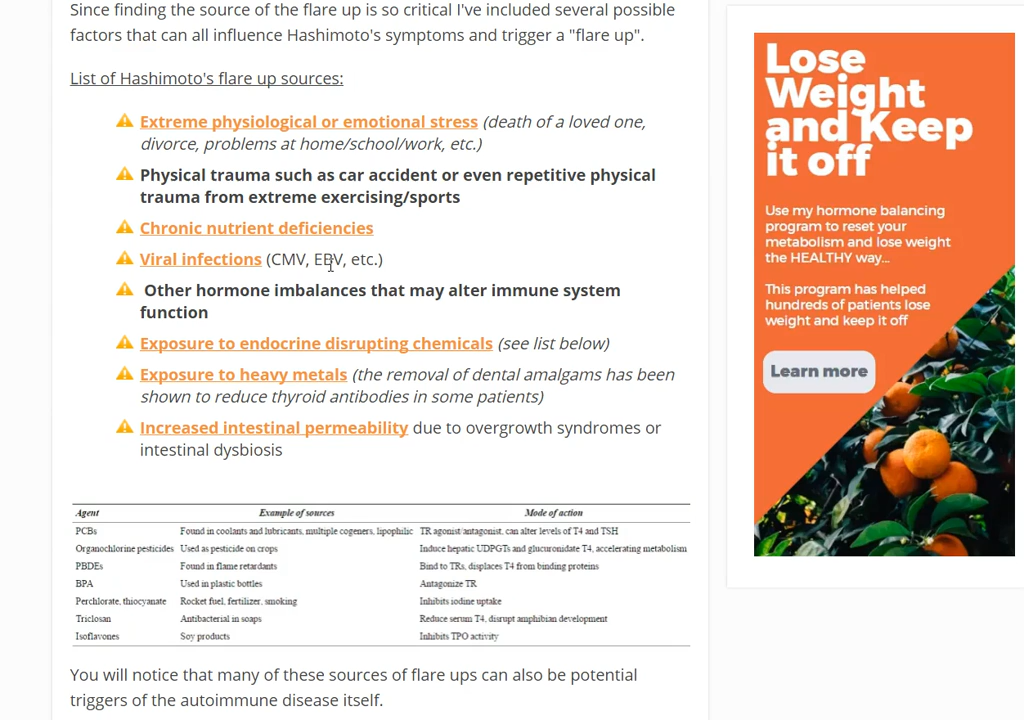 Since finding the source of the flare up is so critical I've included several possible
factors that can all influence Hashimoto's symptoms and trigger a "flare up".
List of Hashimoto's flare up sources:
Extreme physiological or emotional stress (death of a loved one,
divorce, problems at home/school/work, etc.)
Physical trauma such as car accident or even repetitive physical
trauma from extreme exercising/sports
Chronic nutrient deficiencies
Viral infections (CMV, EBV, etc.)
Other hormone imbalances that may alter immune system
function
Exposure to endocrine disrupting chemicals (see list below)
Exposure to heavy metals (the removal of dental amalgams has been
shown to reduce thyroid antibodies in some patients)
Increased intestinal permeability due to overgrowth syndromes or
intestinal dysbiosis
Agent Example of sources Mode of action
PCBs Found in coolants and lubricants, multiple cogeners, lipophilic TR agonist/antagonist, can alter levels of T4 and TSH
Organochlorine pesticides Used as pesticide on crops Induce hepatic UDPGTs and glucuronidate T4, accelerating metabolism
PBDEs Found in flame retardants Bind to TRs, displaces T4 from binding proteins
BPA Used in plastic bottles Antagonize TR
Perchlorate, thiocyanate Rocket fuel, fertilizer, smoking Inhibits iodine uptake
Triclosan Antibacterial in soaps Reduce serum T4, disrupt amphibian development
Isoflavones Soy products Inhibits TPO activity
You will notice that many of these sources of flare ups can also be potential
triggers of the autoimmune disease itself.
Lose
Weight
and Keep
it off
Use my hormone balancing
program to reset your
metabolism and lose weight
the HEALTHY way...
This program has helped
hundreds of patients lose
weight and keep it off
Learn more